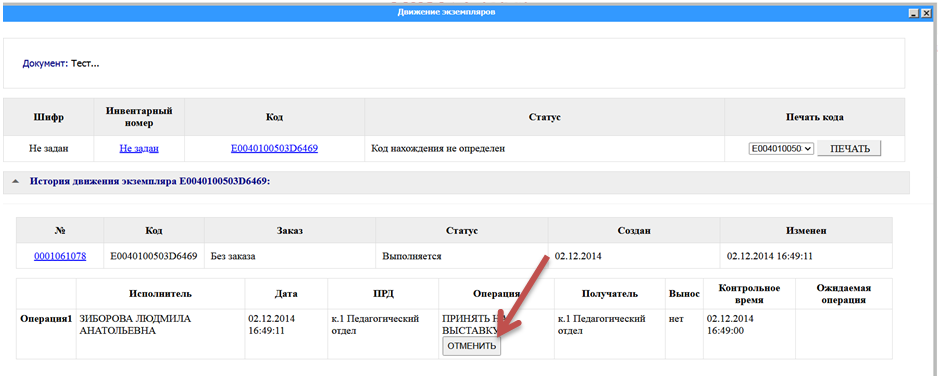 Движение экземпляров
Документ: Тест...
Шифр
Инвентарный номер
Код
Статус
Печать кода
Не задан
Не задан
E0040100503D6469
Код нахождения не определен
E004010050
ПЕЧАТЬ
История движения экземпляра E0040100503D6469:
№
Код
Заказ
Статус
Создан
Изменен
0001061078
E0040100503D6469
Без заказа
Выполняется
02.12.2014
02.12.2014 16:49:11
Исполнитель
Дата
ПРД
Операция
Получатель
Вынос
Контрольное время
Ожидаемая операция
Операция1
ЗИБОРОВА ЛЮДМИЛА
АНАТОЛЬЕВНА
02.12.2014
16:49:11
к.1 Педагогический
отдел
ПРИНЯТЬ НА
ВЫСТАВКУ
ОТМЕНИТЬ
к.1 Педагогический
отдел
нет
02.12.2014
16:49:00